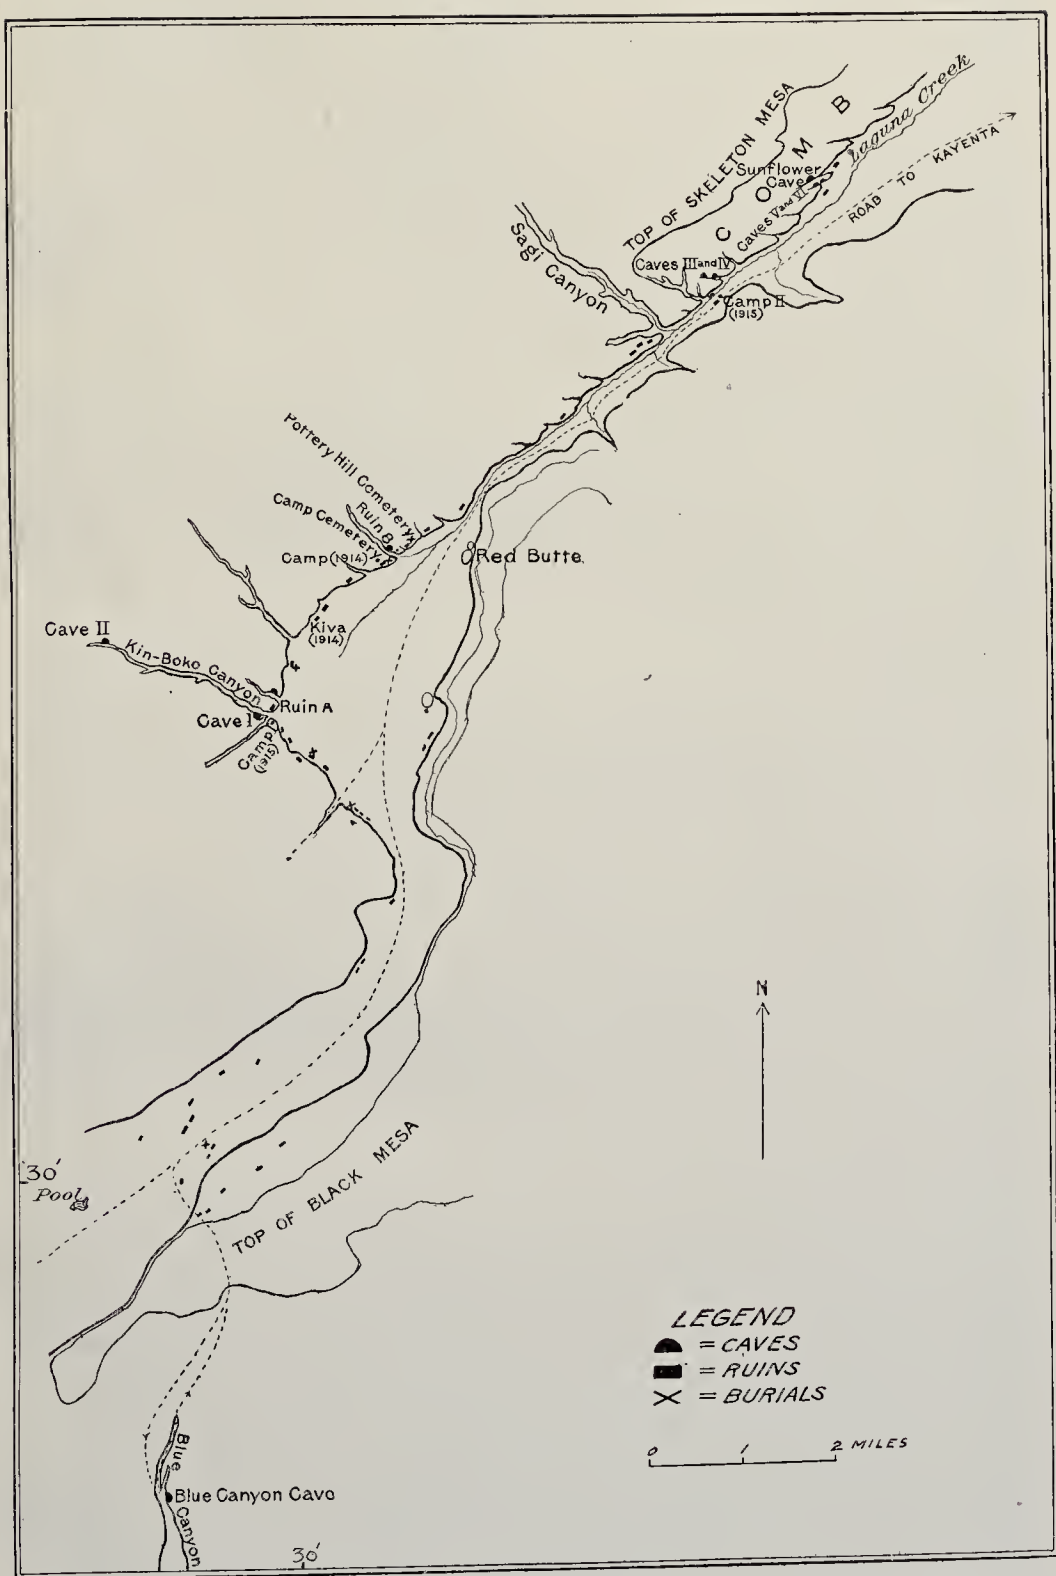 TOP OF SKELETON MESA
COMB
Laguna Creek
ROAD TO KAYENTA
Sunflower
Cave
Caves V and VI
Sagi Canyon
Caves III and IV
Camp II
(1915)
Pottery Hill Cemetery
Ruin B
Camp Cemetery
Camp (1914)
Red Butte
Kiva
(1914)
Cave II
Kin-Boko Canyon
Ruin A
Cave I
Camp I
(1915)
N
30'
Pool
TOP OF BLACK MESA
LEGEND
= CAVES
= RUINS
= BURIALS
0 1 2 MILES
Blue
Canyon
Blue Canyon Cave
30'